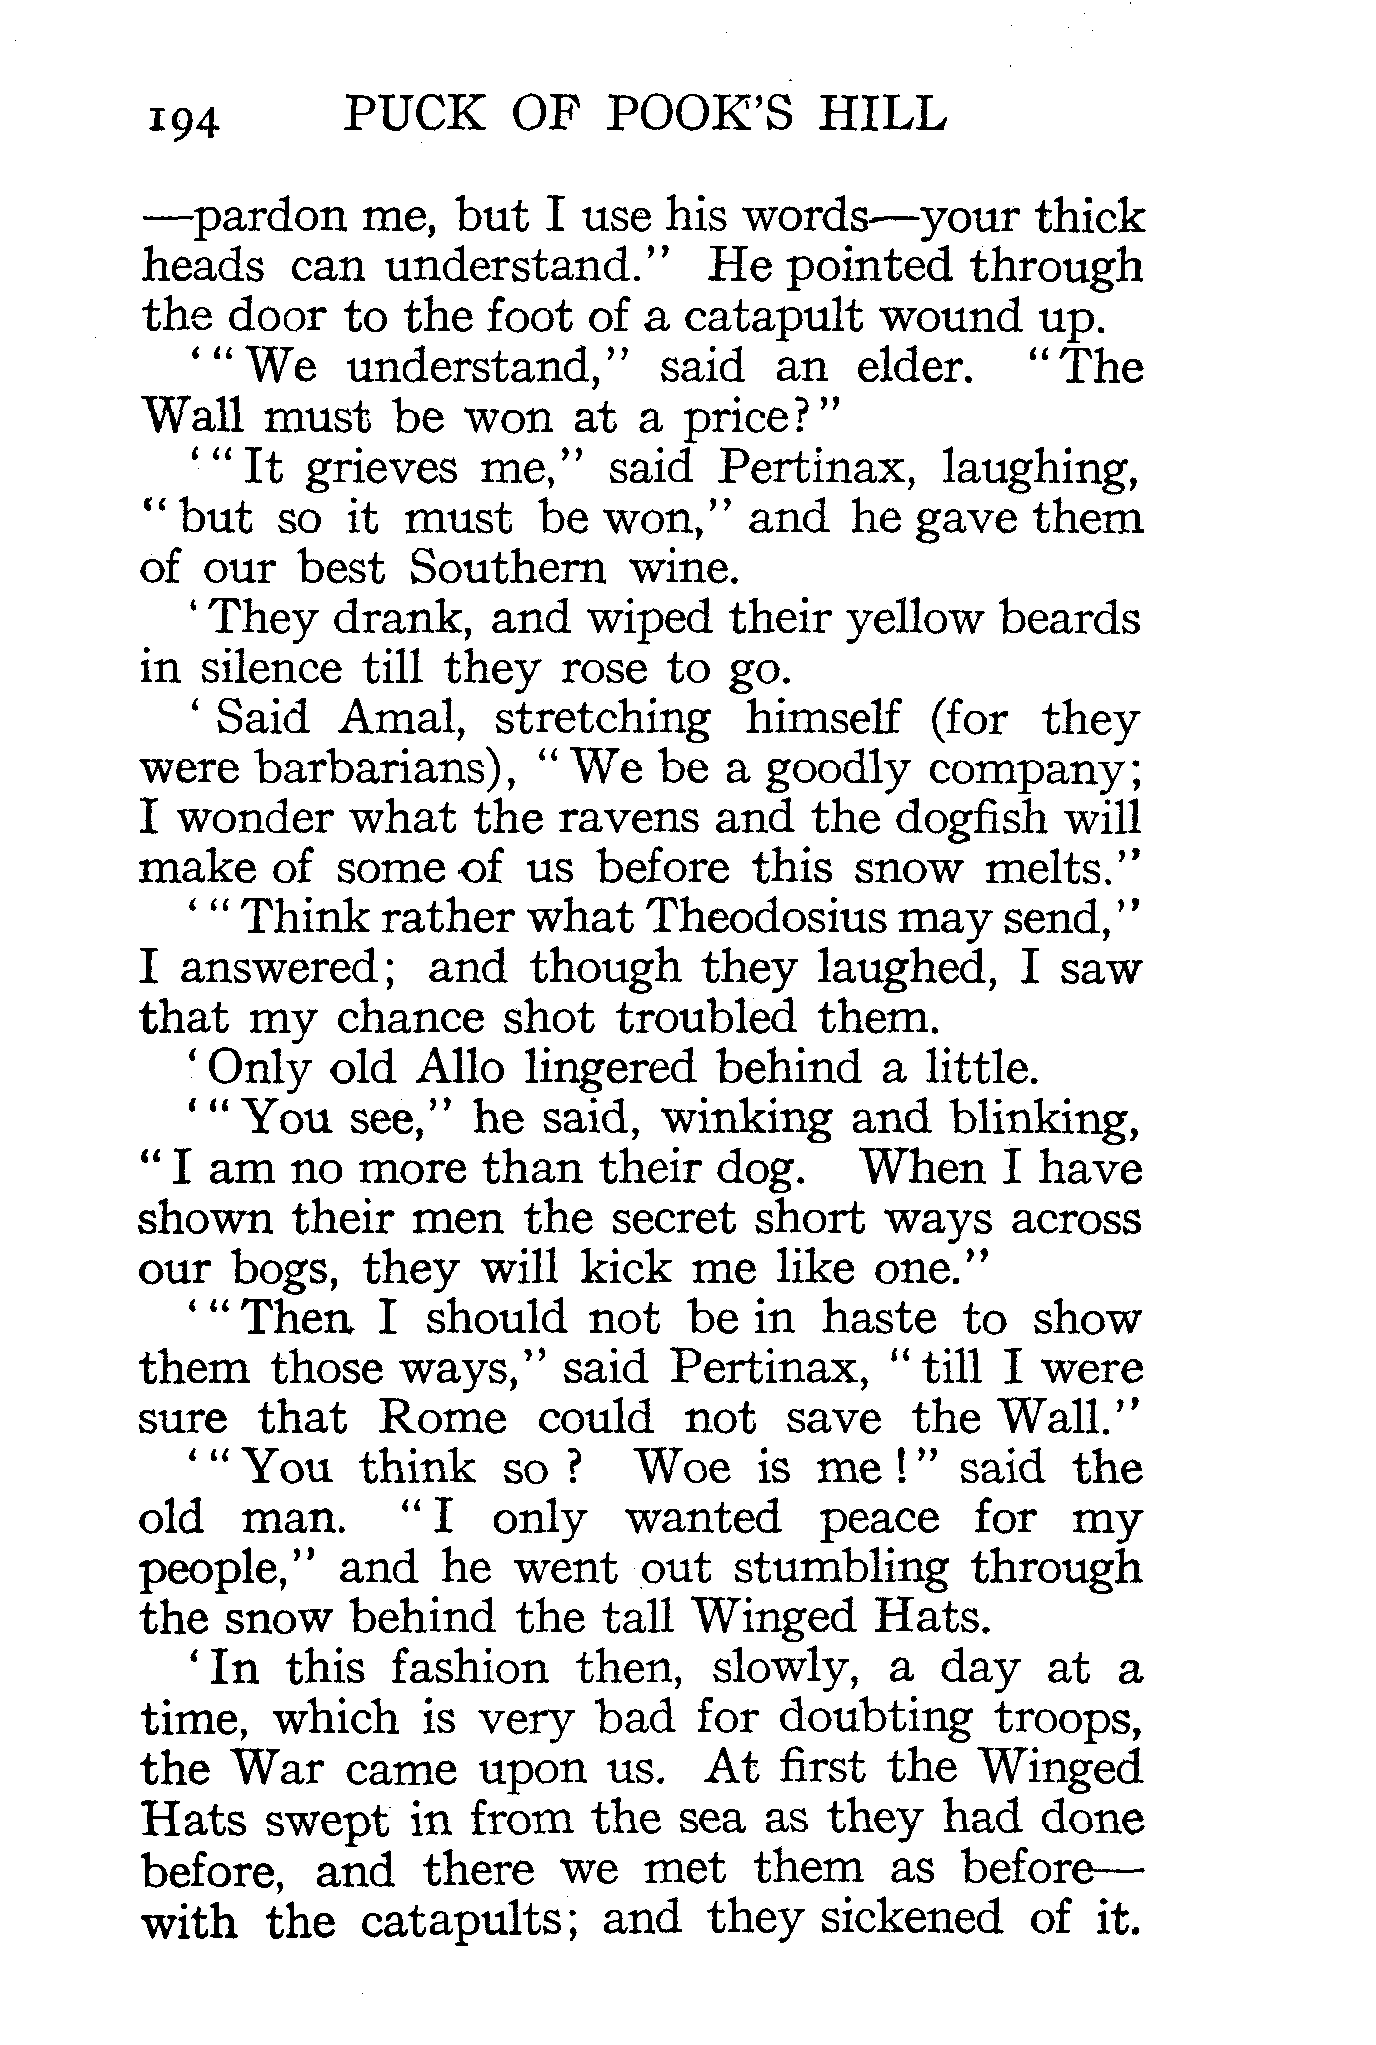 194 PUCK OF POOK'S HILL
—pardon me, but I use his words—your thick
heads can understand." He pointed through
the door to the foot of a catapult wound up.
'"We understand," said an elder. "The
Wall must be won at a price?"
'"It grieves me," said Pertinax, laughing,
"but so it must be won," and he gave them
of our best Southern wine.
'They drank, and wiped their yellow beards
in silence till they rose to go.
'Said Amal, stretching himself (for they
were barbarians), "We be a goodly company;
I wonder what the ravens and the dogfish will
make of some of us before this snow melts."
'"Think rather what Theodosius may send,"
I answered; and though they laughed, I saw
that my chance shot troubled them.
'Only old Allo lingered behind a little.
'"You see," he said, winking and blinking,
"I am no more than their dog. When I have
shown their men the secret short ways across
our bogs, they will kick me like one."
'"Then I should not be in haste to show
them those ways," said Pertinax, "till I were
sure that Rome could not save the Wall."
'"You think so? Woe is me!" said the
old man. "I only wanted peace for my
people," and he went out stumbling through
the snow behind the tall Winged Hats.
'In this fashion then, slowly, a day at a
time, which is very bad for doubting troops,
the War came upon us. At first the Winged
Hats swept in from the sea as they had done
before, and there we met them as before—
with the catapults; and they sickened of it.